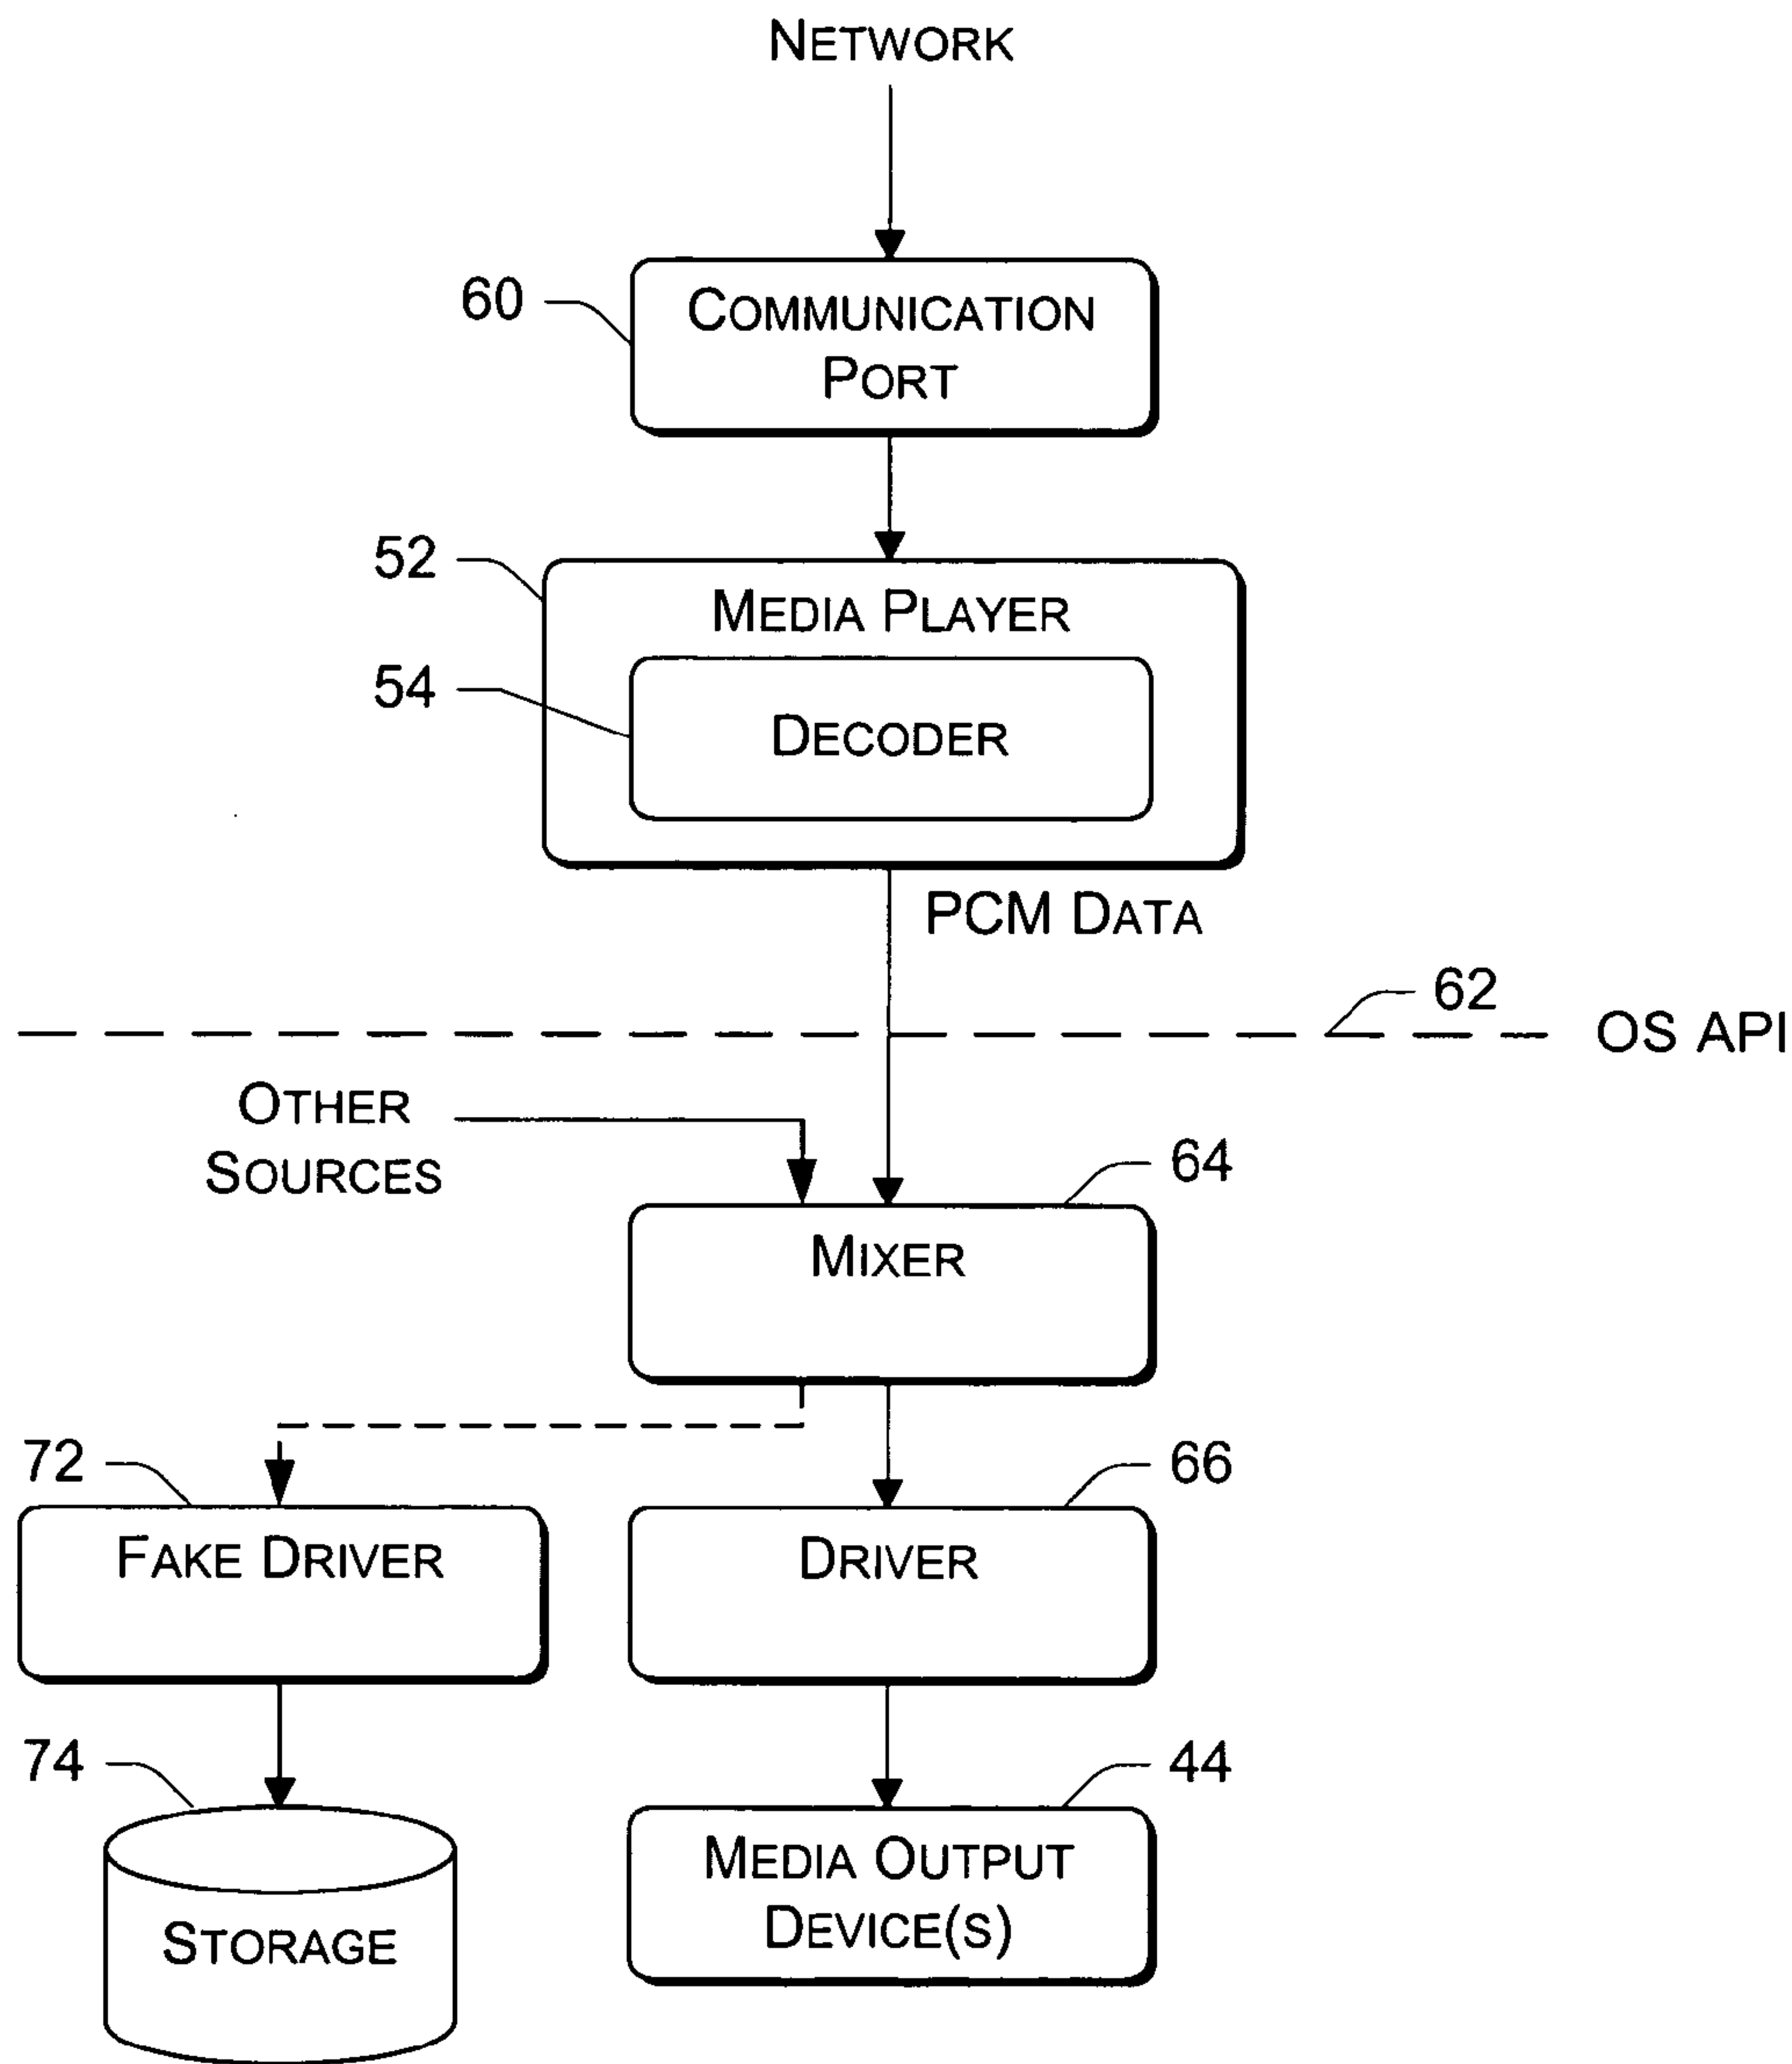 NETWORK
60
COMMUNICATION
PORT
52
MEDIA PLAYER
54
DECODER
PCM DATA
62
OS API
OTHER
SOURCES
64
MIXER
72
66
FAKE DRIVER
DRIVER
74
44
MEDIA OUTPUT
DEVICE(S)
STORAGE